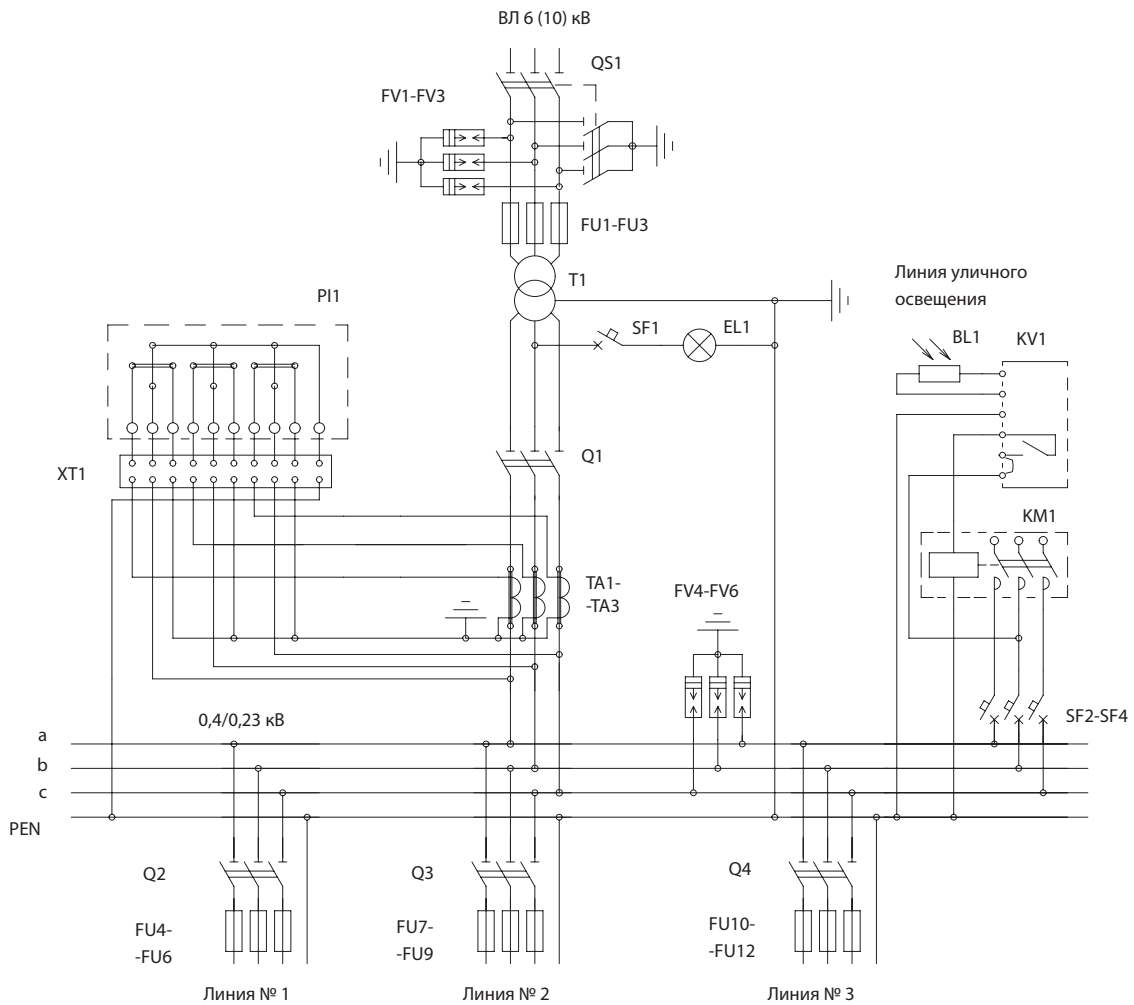 ВЛ 6 (10) кВ
QS1
FV1-FV3
FU1-FU3
T1
Линия уличного
освещения
PI1
SF1
EL1
BL1
KV1
Q1
XT1
KM1
TA1-
-TA3
FV4-FV6
0,4/0,23 кВ
SF2-SF4
a
b
c
PEN
Q2
Q3
Q4
FU4-
-FU6
FU7-
-FU9
FU10-
-FU12
Линия № 1
Линия № 2
Линия № 3